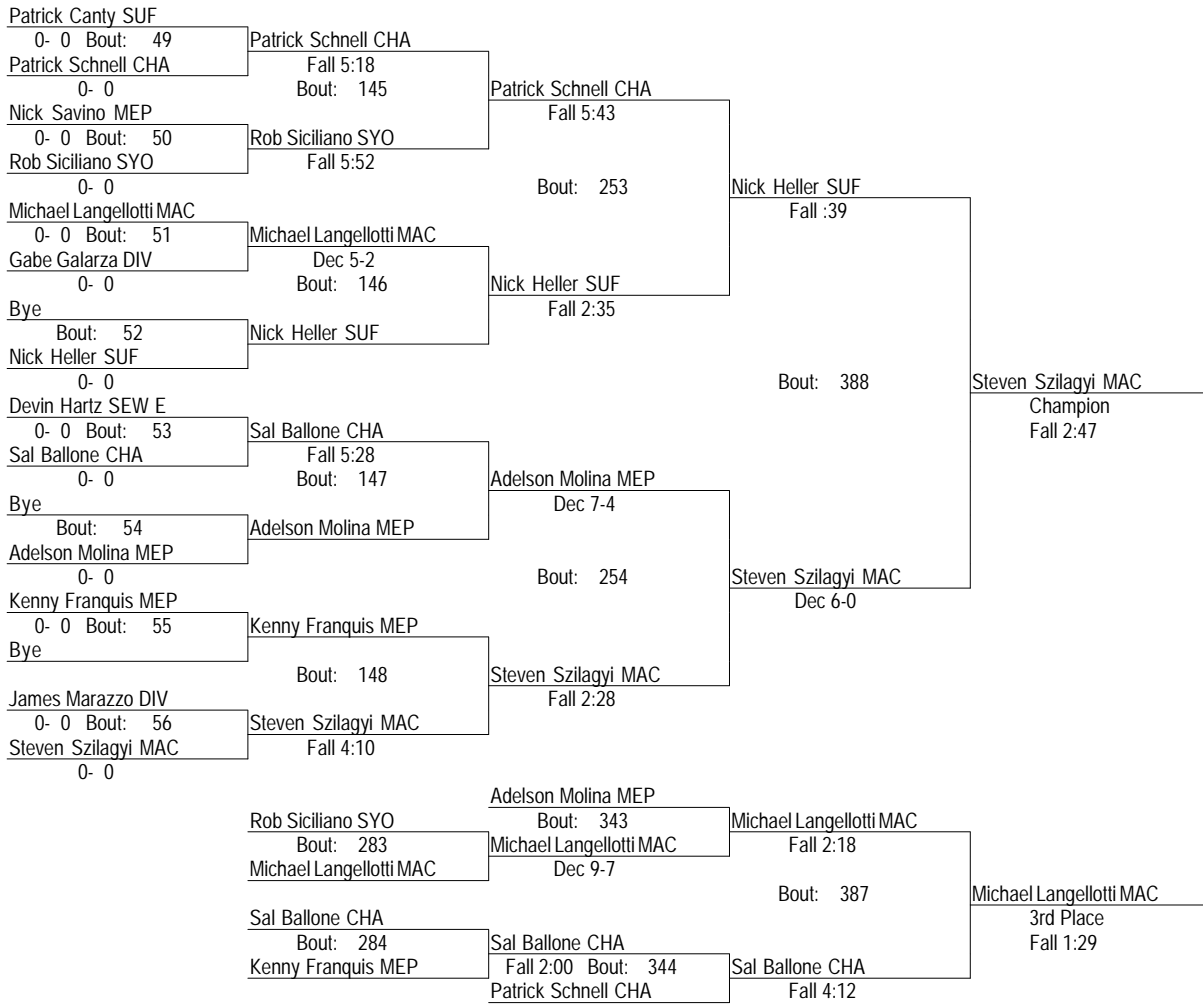 Patrick Canty SUF
0- 0 Bout: 49
Patrick Schnell CHA
0- 0
Nick Savino MEP
0- 0 Bout: 50
Rob Siciliano SYO
0- 0
Michael Langellotti MAC
0- 0 Bout: 51
Gabe Galarza DIV
0- 0
Bye
Bout: 52
Nick Heller SUF
0- 0
Devin Hartz SEW E
0- 0 Bout: 53
Sal Ballone CHA
0- 0
Bye
Bout: 54
Adelson Molina MEP
0- 0
Kenny Franquis MEP
0- 0 Bout: 55
Bye
James Marazzo DIV
0- 0 Bout: 56
Steven Szilagyi MAC
0- 0
Patrick Schnell CHA
Fall 5:18
Bout: 145
Rob Siciliano SYO
Fall 5:52
Michael Langellotti MAC
Dec 5-2
Bout: 146
Nick Heller SUF
Sal Ballone CHA
Fall 5:28
Bout: 147
Adelson Molina MEP
Kenny Franquis MEP
Bout: 148
Steven Szilagyi MAC
Fall 4:10
Patrick Schnell CHA
Fall 5:43
Bout: 253
Nick Heller SUF
Fall 2:35
Adelson Molina MEP
Dec 7-4
Bout: 254
Steven Szilagyi MAC
Fall 2:28
Nick Heller SUF
Fall :39
Bout: 388
Steven Szilagyi MAC
Dec 6-0
Steven Szilagyi MAC
Champion
Fall 2:47
Rob Siciliano SYO
Bout: 283
Michael Langellotti MAC
Sal Ballone CHA
Bout: 284
Kenny Franquis MEP
Adelson Molina MEP
Bout: 343
Michael Langellotti MAC
Dec 9-7
Sal Ballone CHA
Fall 2:00 Bout: 344
Patrick Schnell CHA
Michael Langellotti MAC
Fall 2:18
Bout: 387
Sal Ballone CHA
Fall 4:12
Michael Langellotti MAC
3rd Place
Fall 1:29